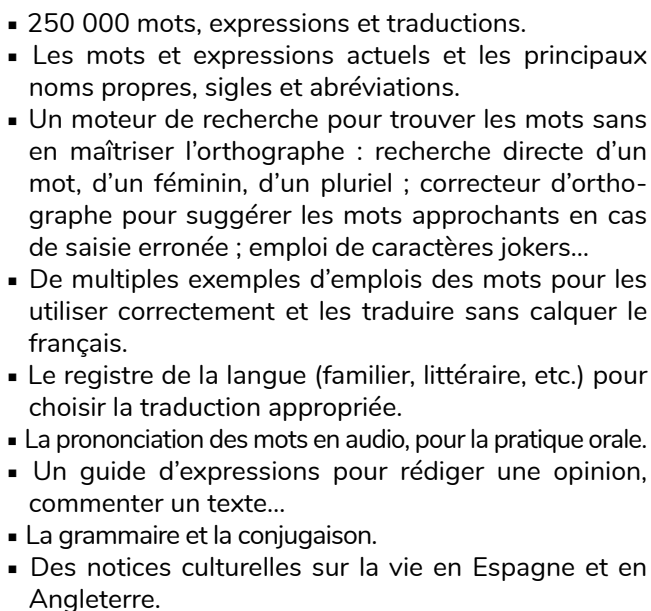 ▪ 250 000 mots, expressions et traductions.
▪ Les mots et expressions actuels et les principaux
noms propres, sigles et abréviations.
▪ Un moteur de recherche pour trouver les mots sans
en maîtriser l’orthographe : recherche directe d’un
mot, d’un féminin, d’un pluriel ; correcteur d’ortho-
graphe pour suggérer les mots approchants en cas
de saisie erronée ; emploi de caractères jokers...
▪ De multiples exemples d’emplois des mots pour les
utiliser correctement et les traduire sans calquer le
français.
▪ Le registre de la langue (familier, littéraire, etc.) pour
choisir la traduction appropriée.
▪ La prononciation des mots en audio, pour la pratique orale.
▪ Un guide d’expressions pour rédiger une opinion,
commenter un texte...
▪ La grammaire et la conjugaison.
▪ Des notices culturelles sur la vie en Espagne et en
Angleterre.